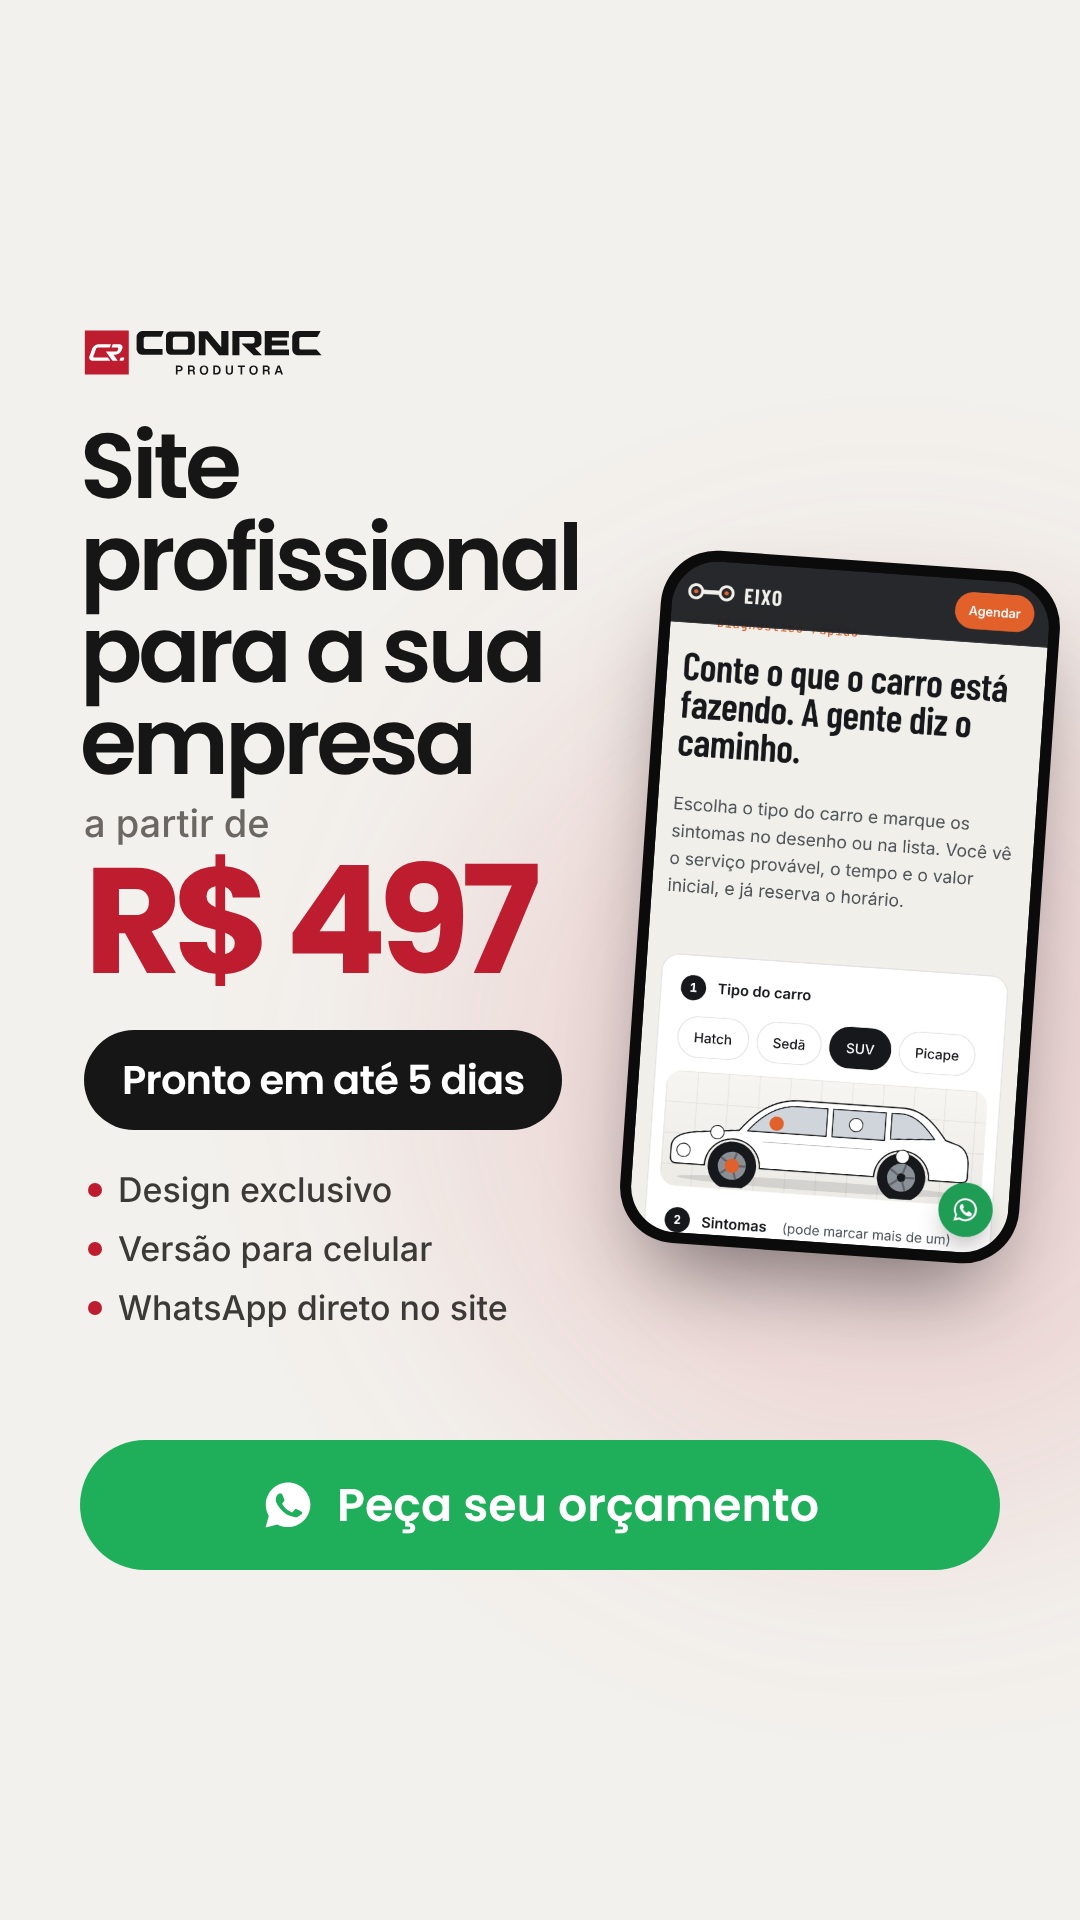 CR.
CONREC
PRODUTORA
Site
profissional
para a sua
empresa
a partir de
R$ 497
Pronto em até 5 dias
Design exclusivo
Versão para celular
WhatsApp direto no site
EIXO
Agendar
Conte o que o carro está
fazendo. A gente diz o
caminho.
Escolha o tipo do carro e marque os
sintomas no desenho ou na lista. Você vê
o serviço provável, o tempo e o valor
inicial, e já reserva o horário.
1 Tipo do carro
Hatch Sedã SUV Picape
2 Sintomas (pode marcar mais de um)
Peça seu orçamento